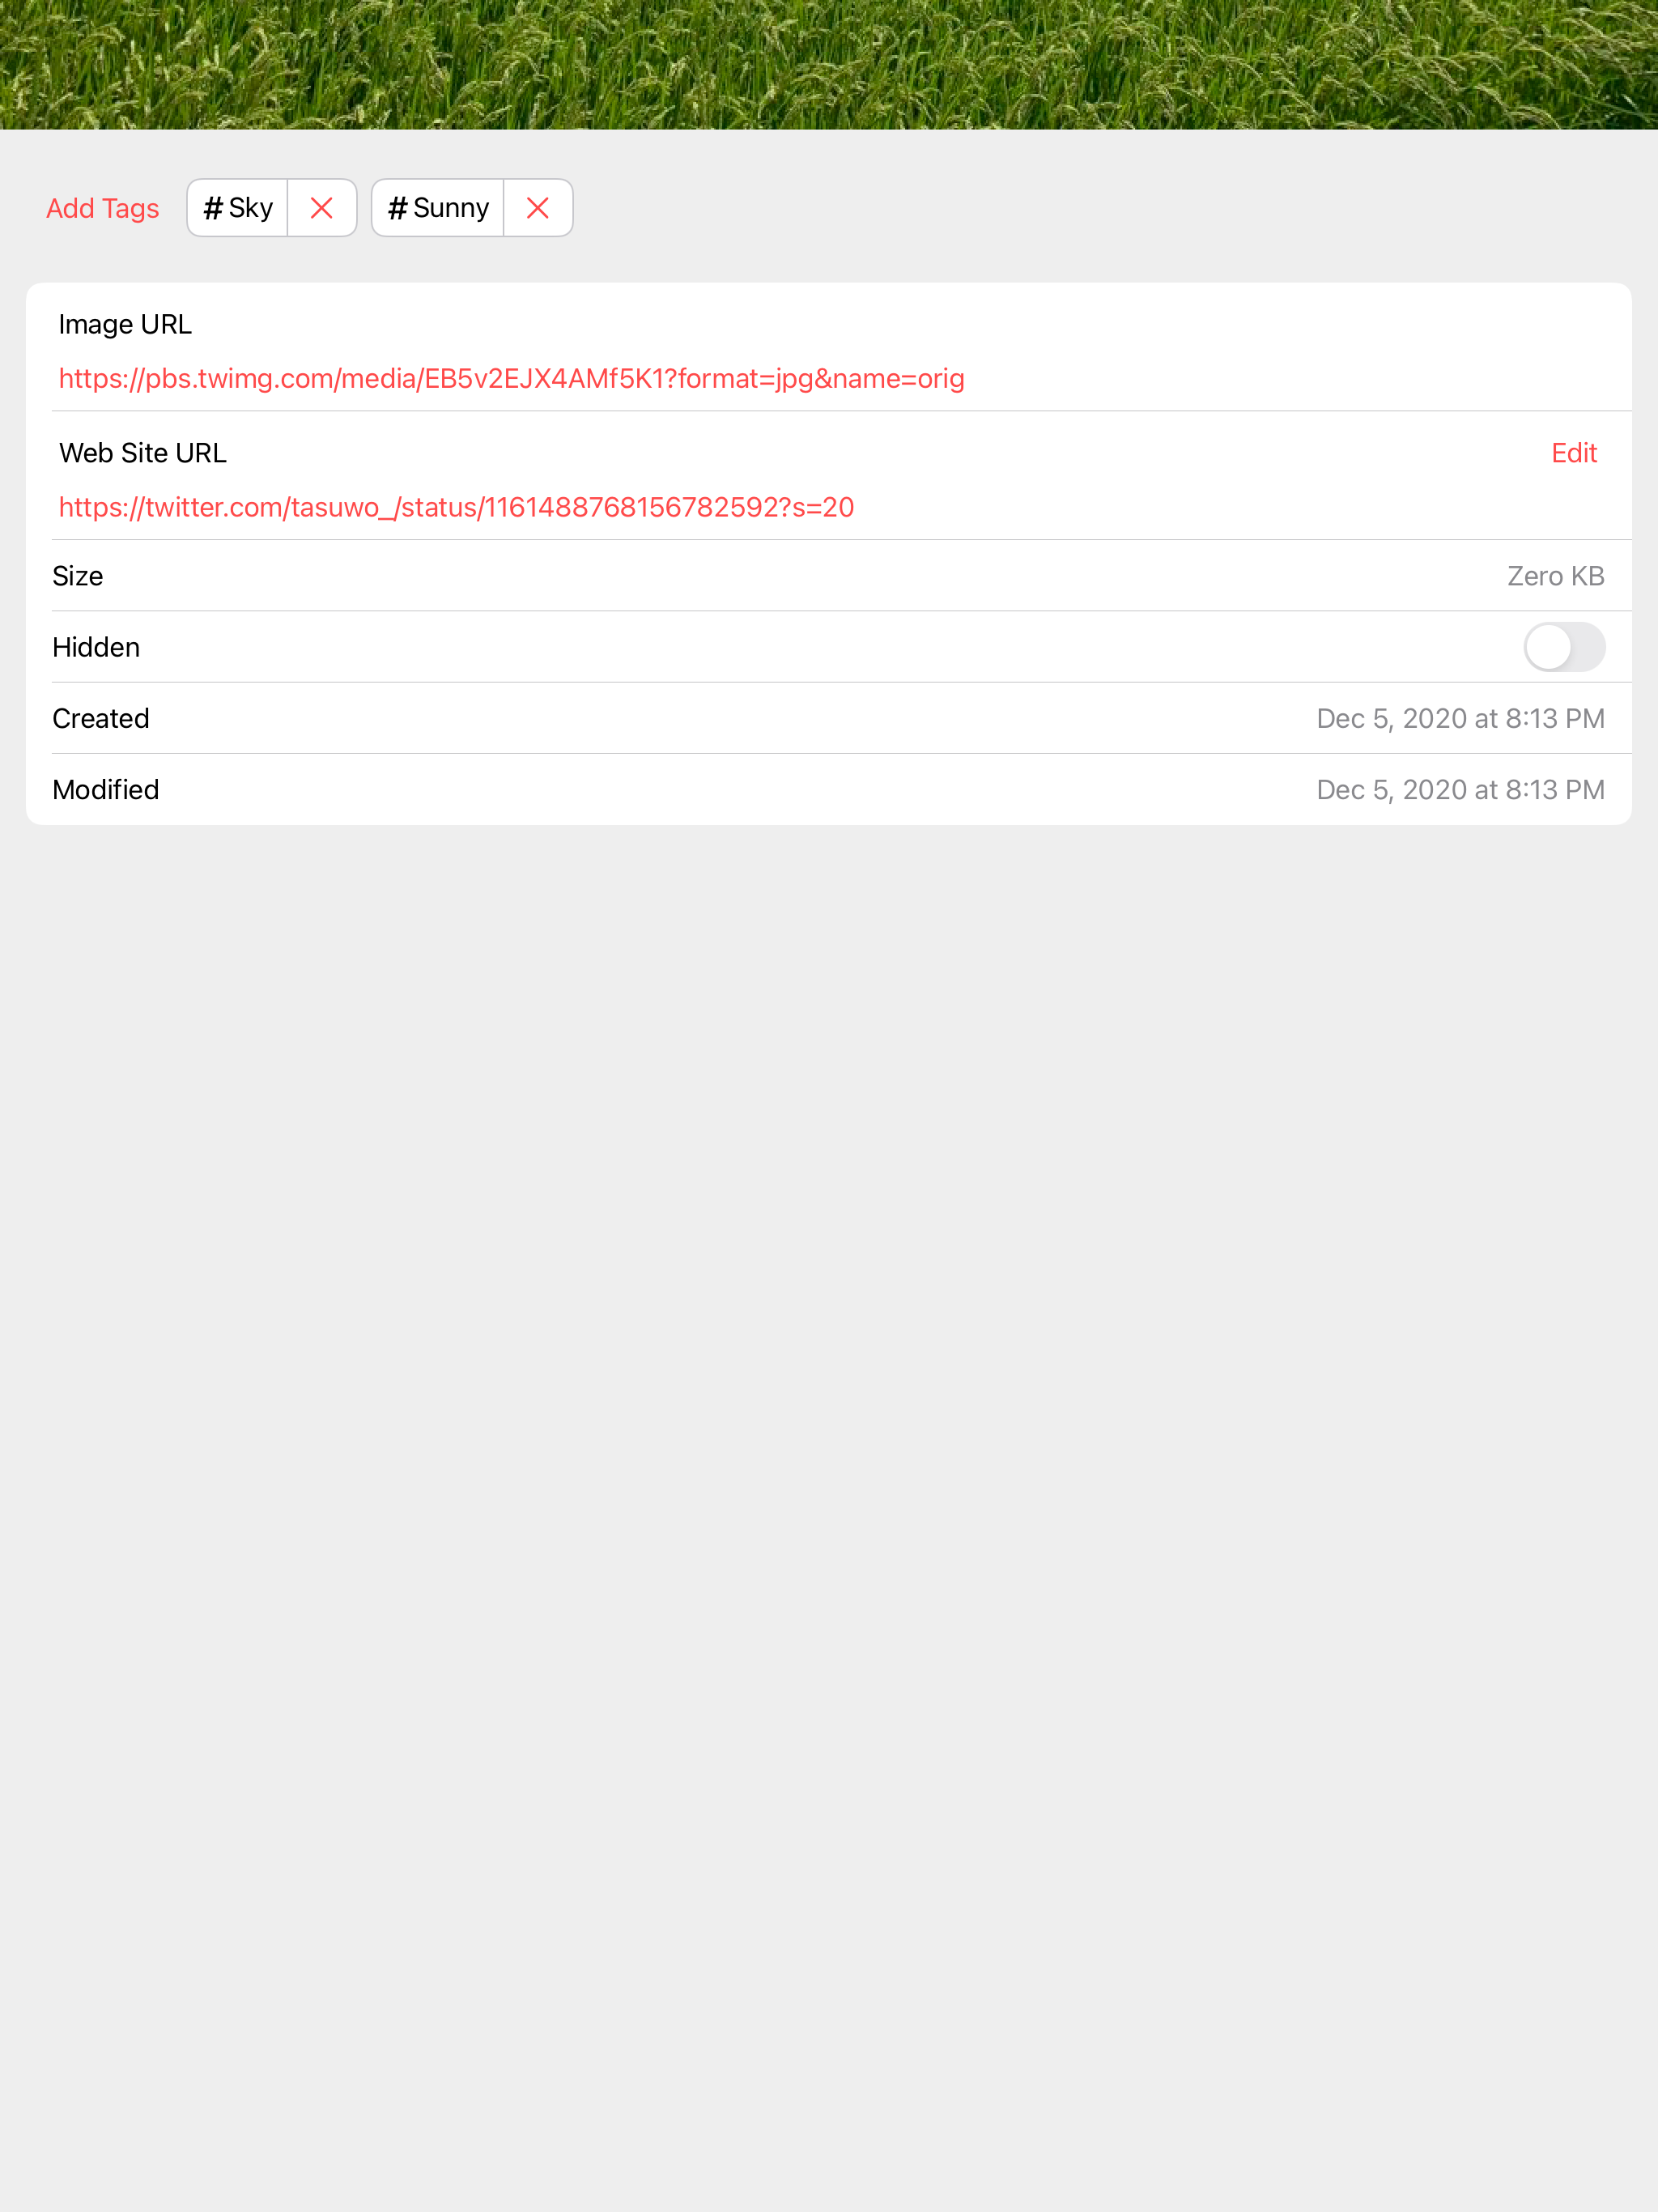 Add Tags # Sky # Sunny
Image URL
https://pbs.twimg.com/media/EB5v2EJX4AMf5K1?format=jpg&name=orig
Web Site URL Edit
https://twitter.com/tasuwo_/status/1161488768156782592?s=20
Size Zero KB
Hidden
Created Dec 5, 2020 at 8:13 PM
Modified Dec 5, 2020 at 8:13 PM